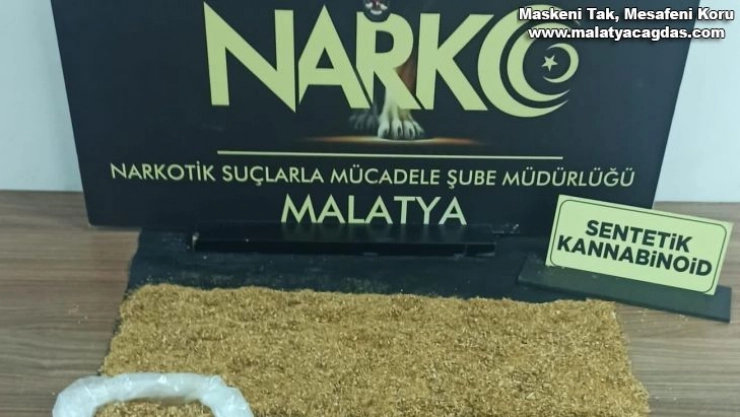 Maskeni Tak, Mesafeni Koru
www.malatyacagdas.com
NARKO
NARKOTİK SUÇLARLA MÜCADELE ŞUBE MÜDÜRLÜĞÜ
MALATYA
SENTETİK
KANNABİNOİD